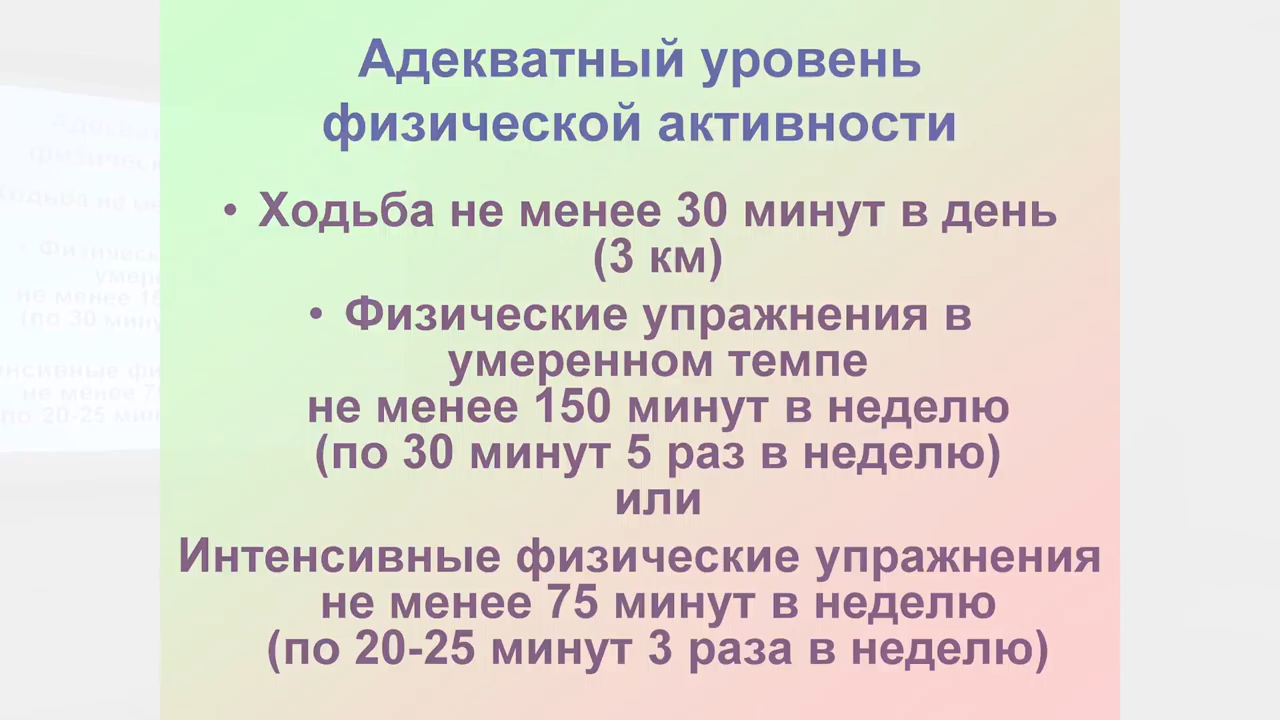 Адекватный уровень
физической активности
• Ходьба не менее 30 минут в день
(3 км)
• Физические упражнения в
умеренном темпе
не менее 150 минут в неделю
(по 30 минут 5 раз в неделю)
или
Интенсивные физические упражнения
не менее 75 минут в неделю
(по 20-25 минут 3 раза в неделю)